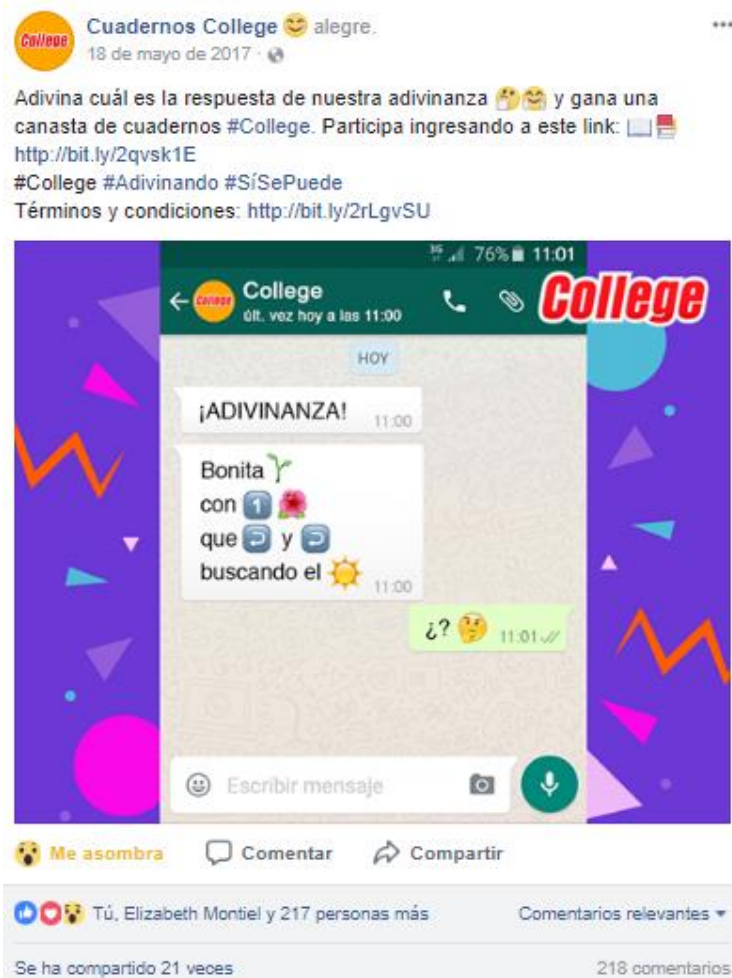 College
Cuadernos College 😊 alegre.
18 de mayo de 2017 ·
Adivina cuál es la respuesta de nuestra adivinanza 🤔🤗 y gana una
canasta de cuadernos #College. Participa ingresando a este link: 📖📚
http://bit.ly/2qvsk1E
#College #Adivinando #SíSePuede
Términos y condiciones: http://bit.ly/2rLgvSU
3G 76% 11:01
College
College
últ. vez hoy a las 11:00
College
HOY
¡ADIVINANZA! 11:00
Bonita 🌱
con 1️⃣ 🌺
que ↩️ y ↩️
buscando el ☀️ 11:00
¿? 🤔 11:01
Escribir mensaje
Me asombra Comentar Compartir
Tú, Elizabeth Montiel y 217 personas más Comentarios relevantes
Se ha compartido 21 veces 218 comentarios